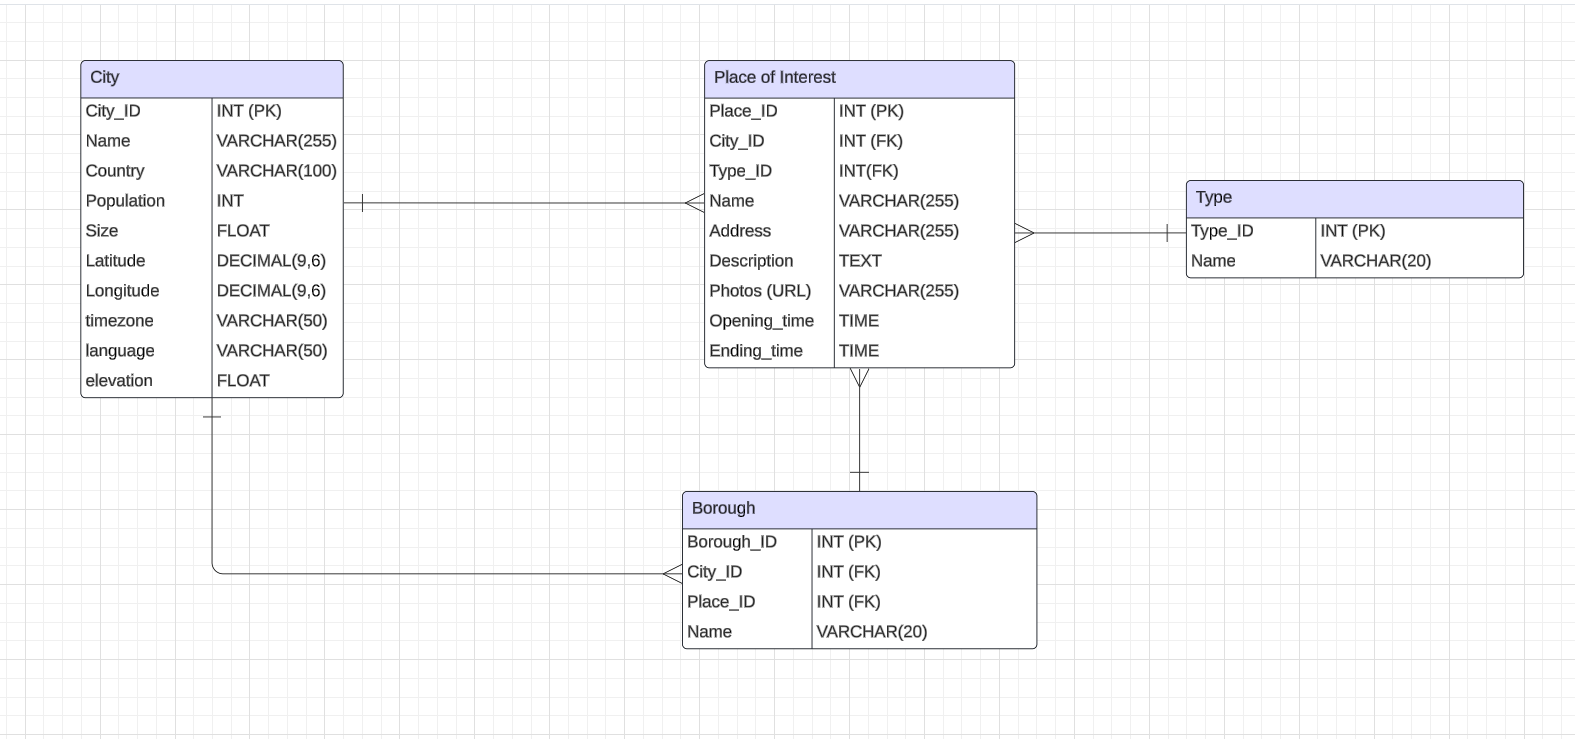 City
City_ID INT (PK)
Name VARCHAR(255)
Country VARCHAR(100)
Population INT
Size FLOAT
Latitude DECIMAL(9,6)
Longitude DECIMAL(9,6)
timezone VARCHAR(50)
language VARCHAR(50)
elevation FLOAT
Place of Interest
Place_ID INT (PK)
City_ID INT (FK)
Type_ID INT(FK)
Name VARCHAR(255)
Address VARCHAR(255)
Description TEXT
Photos (URL) VARCHAR(255)
Opening_time TIME
Ending_time TIME
Type
Type_ID INT (PK)
Name VARCHAR(20)
Borough
Borough_ID INT (PK)
City_ID INT (FK)
Place_ID INT (FK)
Name VARCHAR(20)